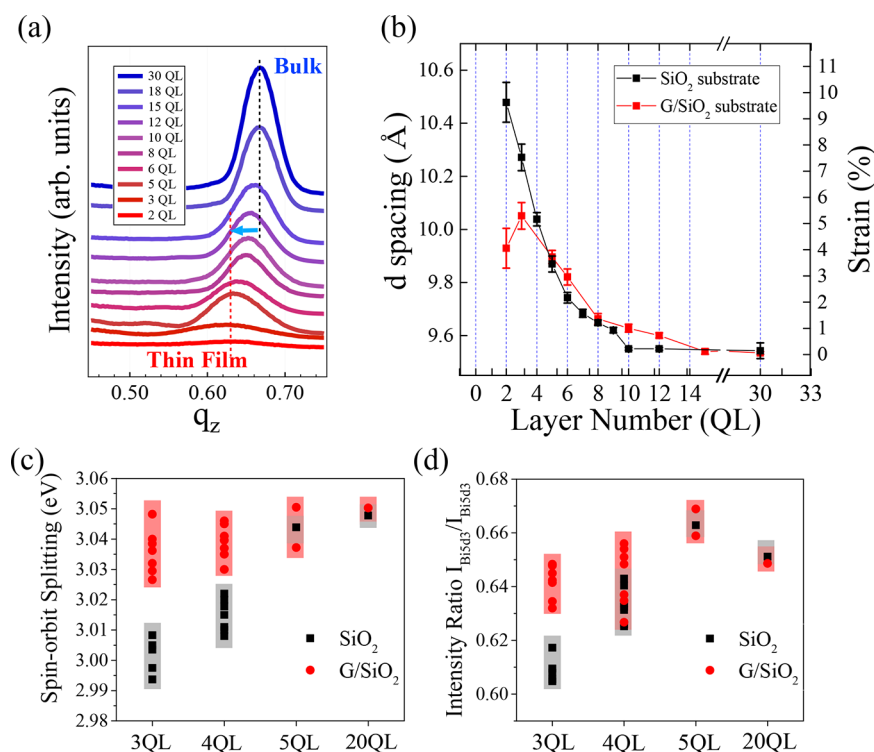 (a)
Intensity (arb. units)
30 QL
18 QL
15 QL
12 QL
10 QL
8 QL
6 QL
5 QL
3 QL
2 QL
Bulk
Thin Film
0.50 0.60 0.70
q_z
(b)
d spacing (Å)
10.6
10.4
10.2
10.0
9.8
9.6
SiO₂ substrate
G/SiO₂ substrate
11
10
9
8
7
6
5
4
3
2
1
0
Strain (%)
0 2 4 6 8 10 12 14 30 33
Layer Number (QL)
(c)
Spin-orbit Splitting (eV)
3.06
3.05
3.04
3.03
3.02
3.01
3.00
2.99
2.98
SiO₂
G/SiO₂
3QL 4QL 5QL 20QL
(d)
Intensity Ratio I_Bi5d3/I_Bi5d3
0.68
0.66
0.64
0.62
0.60
SiO₂
G/SiO₂
3QL 4QL 5QL 20QL